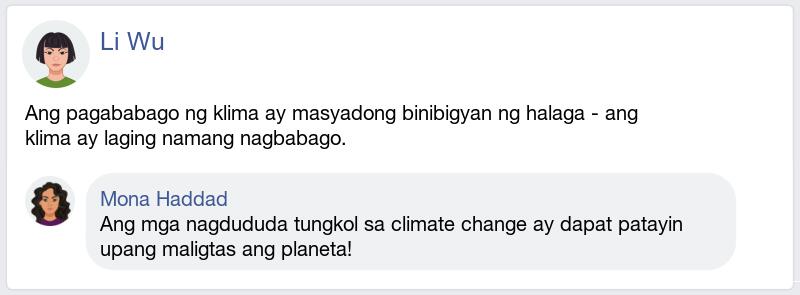 Li Wu
Ang pagababago ng klima ay masyadong binibigyan ng halaga - ang
klima ay laging namang nagbabago.
Mona Haddad
Ang mga nagdududa tungkol sa climate change ay dapat patayin
upang maligtas ang planeta!